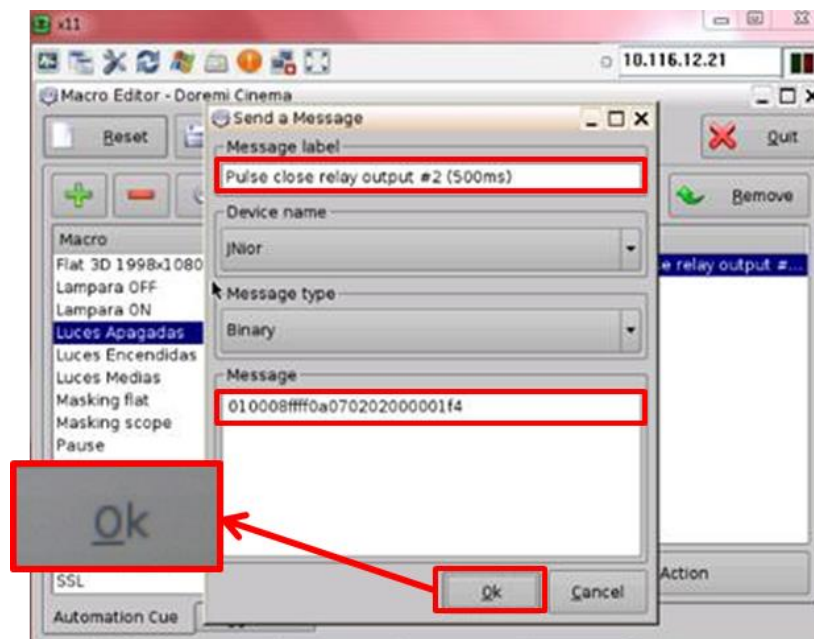 x11
10.116.12.21
Macro Editor - Doremi Cinema
Reset
Quit
Send a Message
Message label
Pulse close relay output #2 (500ms)
Device name
JNior
Message type
Binary
Message
010008ffff0a070202000001f4
Ok
Cancel
Remove
e relay output #...
Macro
Flat 3D 1998x1080
Lampara OFF
Lampara ON
Luces Apagadas
Luces Encendidas
Luces Medias
Masking flat
Masking scope
Pause
Ok
SSL
Action
Automation Cue